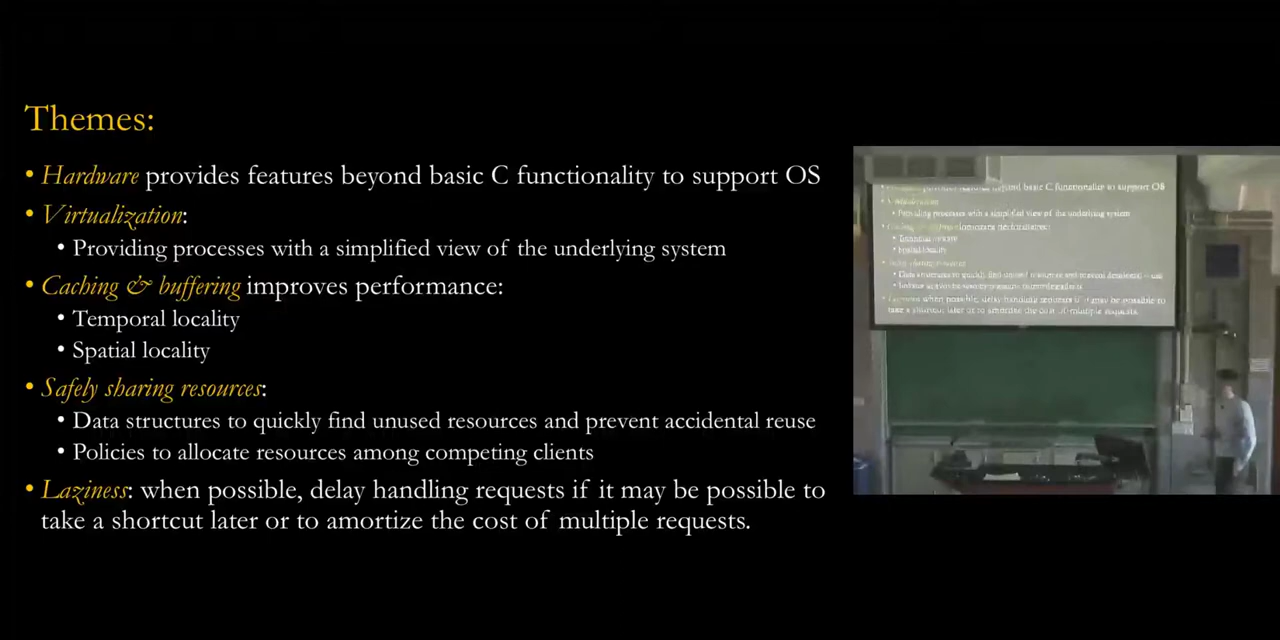 Themes:
• Hardware provides features beyond basic C functionality to support OS
• Virtualization:
• Providing processes with a simplified view of the underlying system
• Caching & buffering improves performance:
• Temporal locality
• Spatial locality
• Safely sharing resources:
• Data structures to quickly find unused resources and prevent accidental reuse
• Policies to allocate resources among competing clients
• Laziness: when possible, delay handling requests if it may be possible to
take a shortcut later or to amortize the cost of multiple requests.